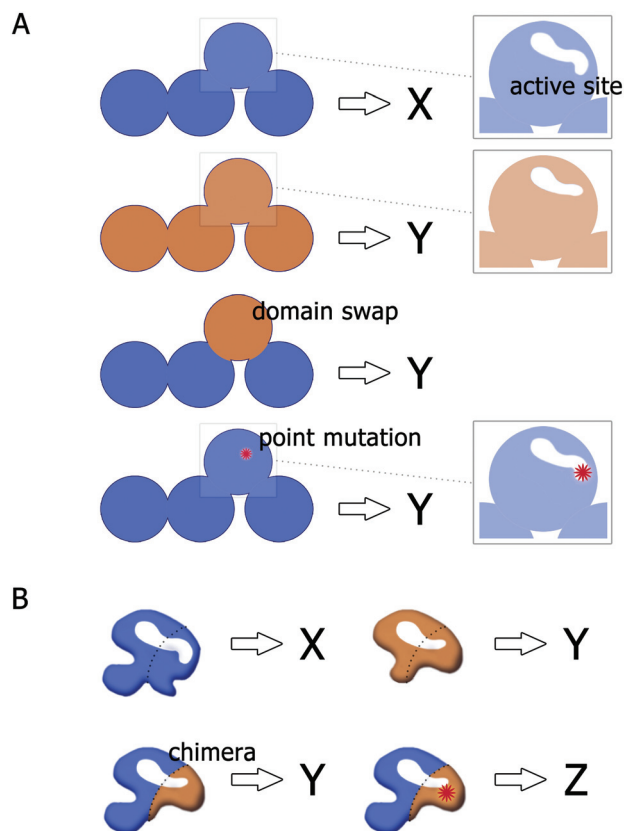 A
active site
X
Y
domain swap
Y
point mutation
Y
B
X
Y
chimera
Y
Z